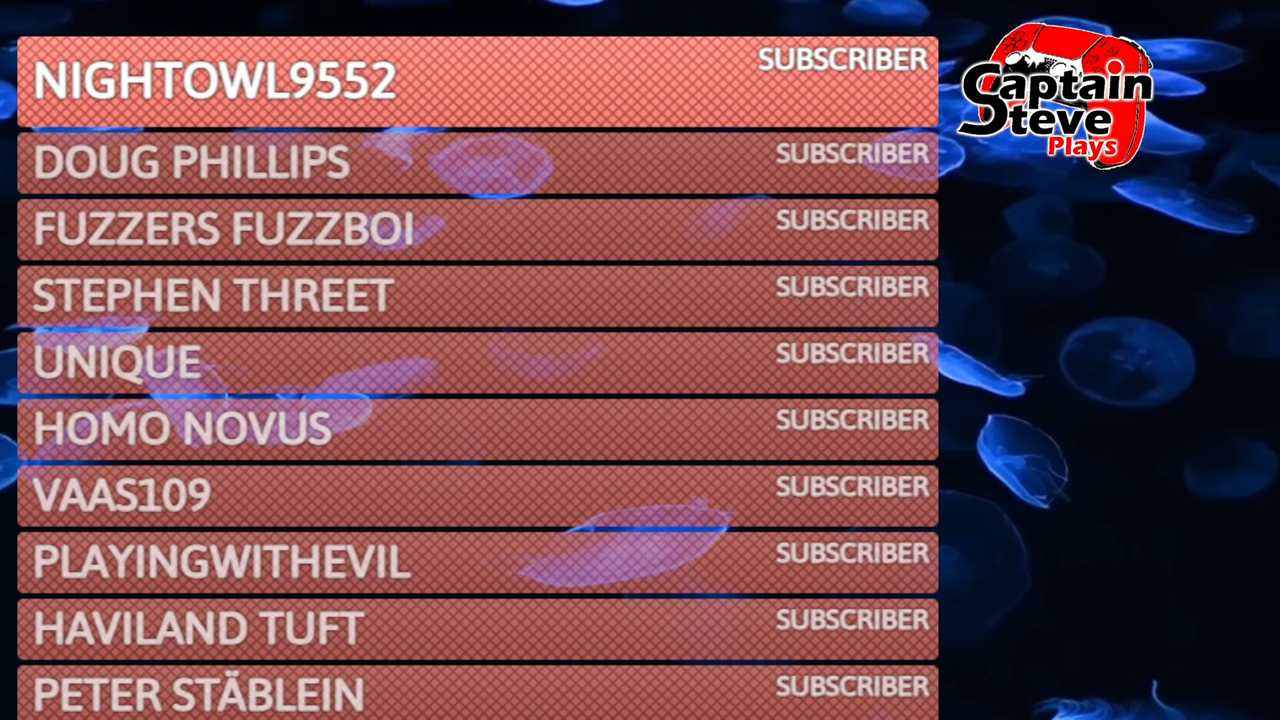 NIGHTOWL9552 SUBSCRIBER
DOUG PHILLIPS SUBSCRIBER
FUZZERS FUZZBOI SUBSCRIBER
STEPHEN THREET SUBSCRIBER
UNIQUE SUBSCRIBER
HOMO NOVUS SUBSCRIBER
VAAS109 SUBSCRIBER
PLAYINGWITHEVIL SUBSCRIBER
HAVILAND TUFT SUBSCRIBER
PETER STÄBLEIN SUBSCRIBER
Captain
Steve
Plays